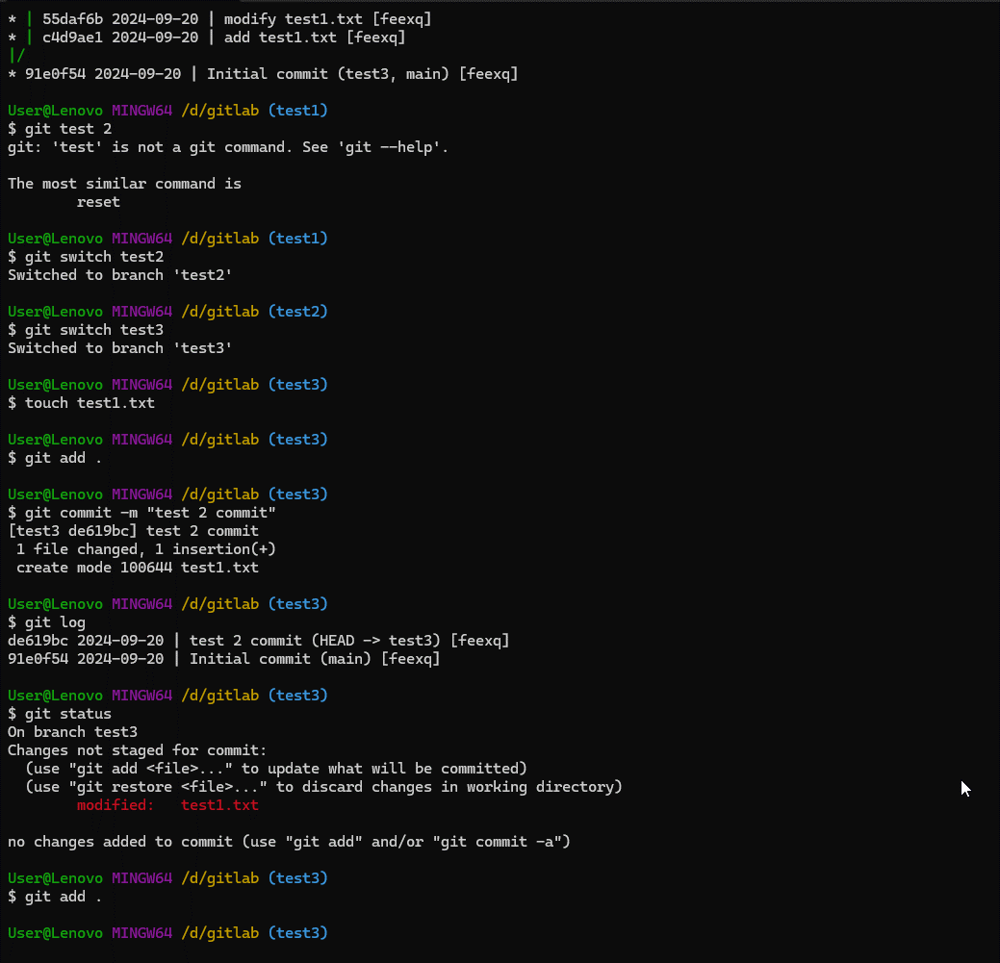 * | 55daf6b 2024-09-20 | modify test1.txt [feexq]
* | c4d9ae1 2024-09-20 | add test1.txt [feexq]
|/
* 91e0f54 2024-09-20 | Initial commit (test3, main) [feexq]
User@Lenovo MINGW64 /d/gitlab (test1)
$ git test 2
git: 'test' is not a git command. See 'git --help'.
The most similar command is
reset
User@Lenovo MINGW64 /d/gitlab (test1)
$ git switch test2
Switched to branch 'test2'
User@Lenovo MINGW64 /d/gitlab (test2)
$ git switch test3
Switched to branch 'test3'
User@Lenovo MINGW64 /d/gitlab (test3)
$ touch test1.txt
User@Lenovo MINGW64 /d/gitlab (test3)
$ git add .
User@Lenovo MINGW64 /d/gitlab (test3)
$ git commit -m "test 2 commit"
[test3 de619bc] test 2 commit
1 file changed, 1 insertion(+)
create mode 100644 test1.txt
User@Lenovo MINGW64 /d/gitlab (test3)
$ git log
de619bc 2024-09-20 | test 2 commit (HEAD -> test3) [feexq]
91e0f54 2024-09-20 | Initial commit (main) [feexq]
User@Lenovo MINGW64 /d/gitlab (test3)
$ git status
On branch test3
Changes not staged for commit:
(use "git add <file>..." to update what will be committed)
(use "git restore <file>..." to discard changes in working directory)
modified:   test1.txt
no changes added to commit (use "git add" and/or "git commit -a")
User@Lenovo MINGW64 /d/gitlab (test3)
$ git add .
User@Lenovo MINGW64 /d/gitlab (test3)